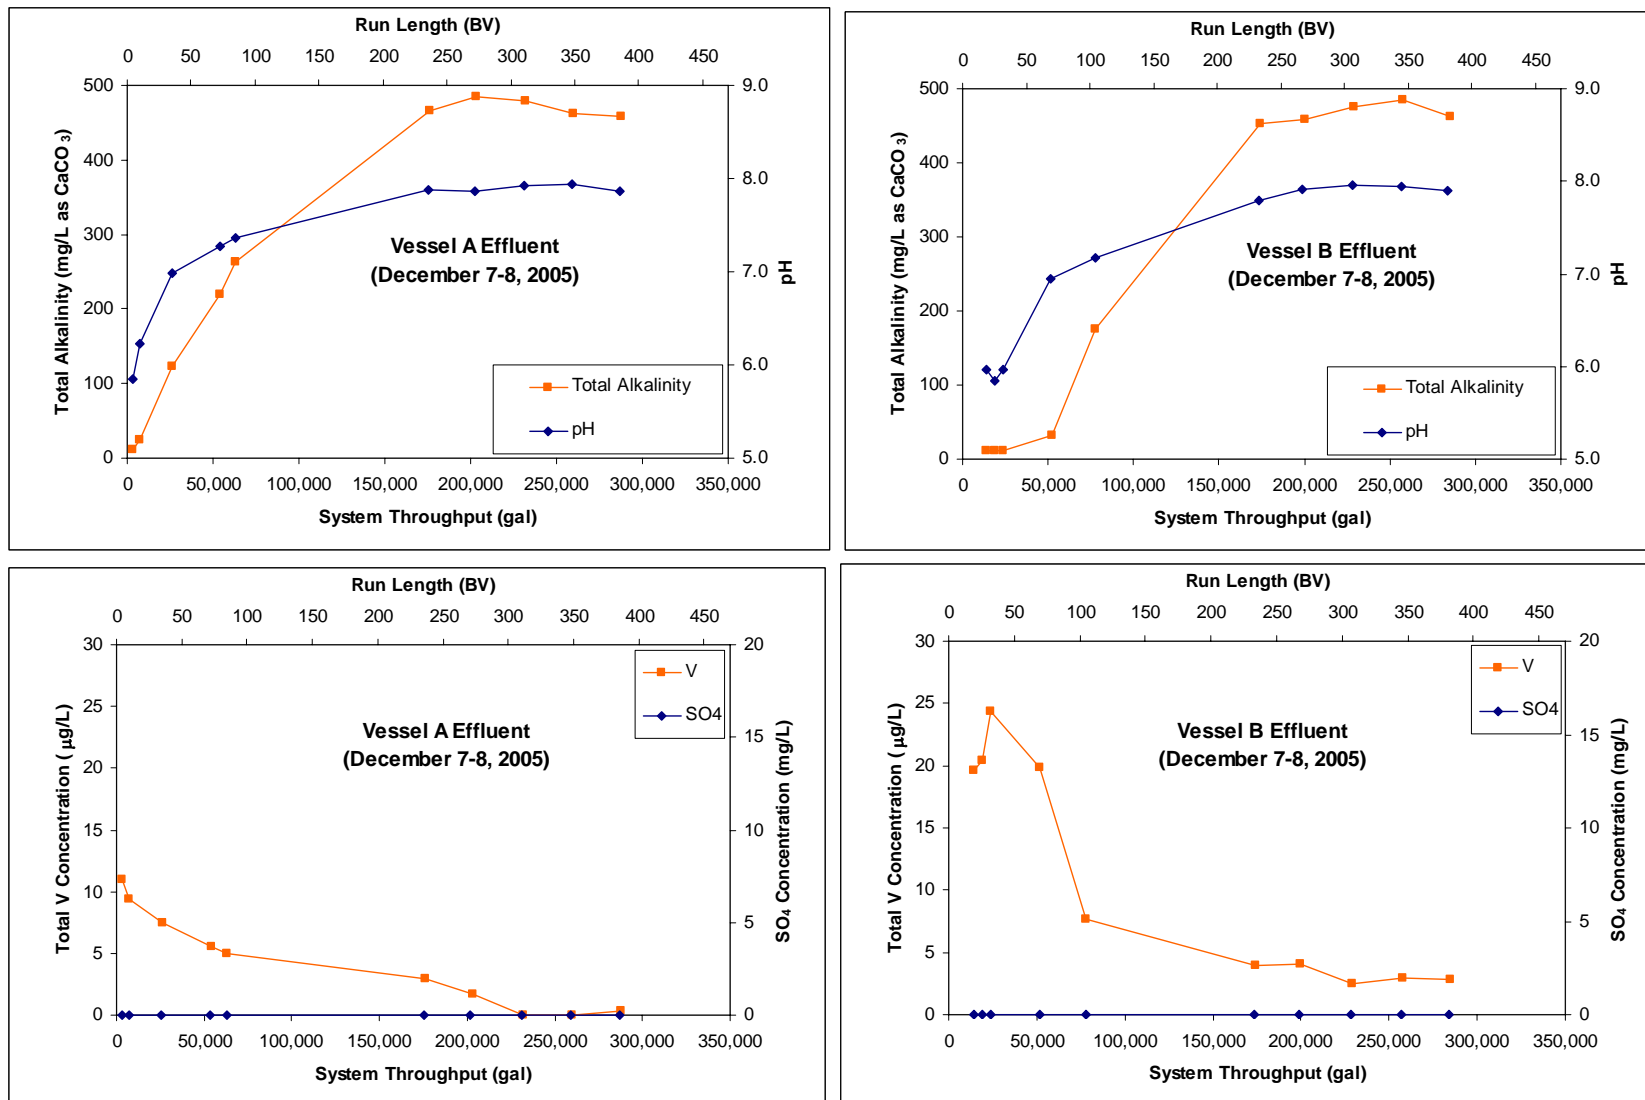 Run Length (BV)
0 50 100 150 200 250 300 350 400 450
500
400
300
200
100
0
9.0
8.0
7.0
6.0
5.0
Total Alkalinity (mg/L as CaCO3)
pH
Vessel A Effluent
(December 7-8, 2005)
Total Alkalinity
pH
0 50,000 100,000 150,000 200,000 250,000 300,000 350,000
System Throughput (gal)
Run Length (BV)
0 50 100 150 200 250 300 350 400 450
500
400
300
200
100
0
9.0
8.0
7.0
6.0
5.0
Total Alkalinity (mg/L as CaCO3)
pH
Vessel B Effluent
(December 7-8, 2005)
Total Alkalinity
pH
0 50,000 100,000 150,000 200,000 250,000 300,000 350,000
System Throughput (gal)
Run Length (BV)
0 50 100 150 200 250 300 350 400 450
30
25
20
15
10
5
0
20
15
10
5
0
Total V Concentration (µg/L)
SO4 Concentration (mg/L)
V
SO4
Vessel A Effluent
(December 7-8, 2005)
0 50,000 100,000 150,000 200,000 250,000 300,000 350,000
System Throughput (gal)
Run Length (BV)
0 50 100 150 200 250 300 350 400 450
30
25
20
15
10
5
0
20
15
10
5
0
Total V Concentration (µg/L)
SO4 Concentration (mg/L)
V
SO4
Vessel B Effluent
(December 7-8, 2005)
0 50,000 100,000 150,000 200,000 250,000 300,000 350,000
System Throughput (gal)